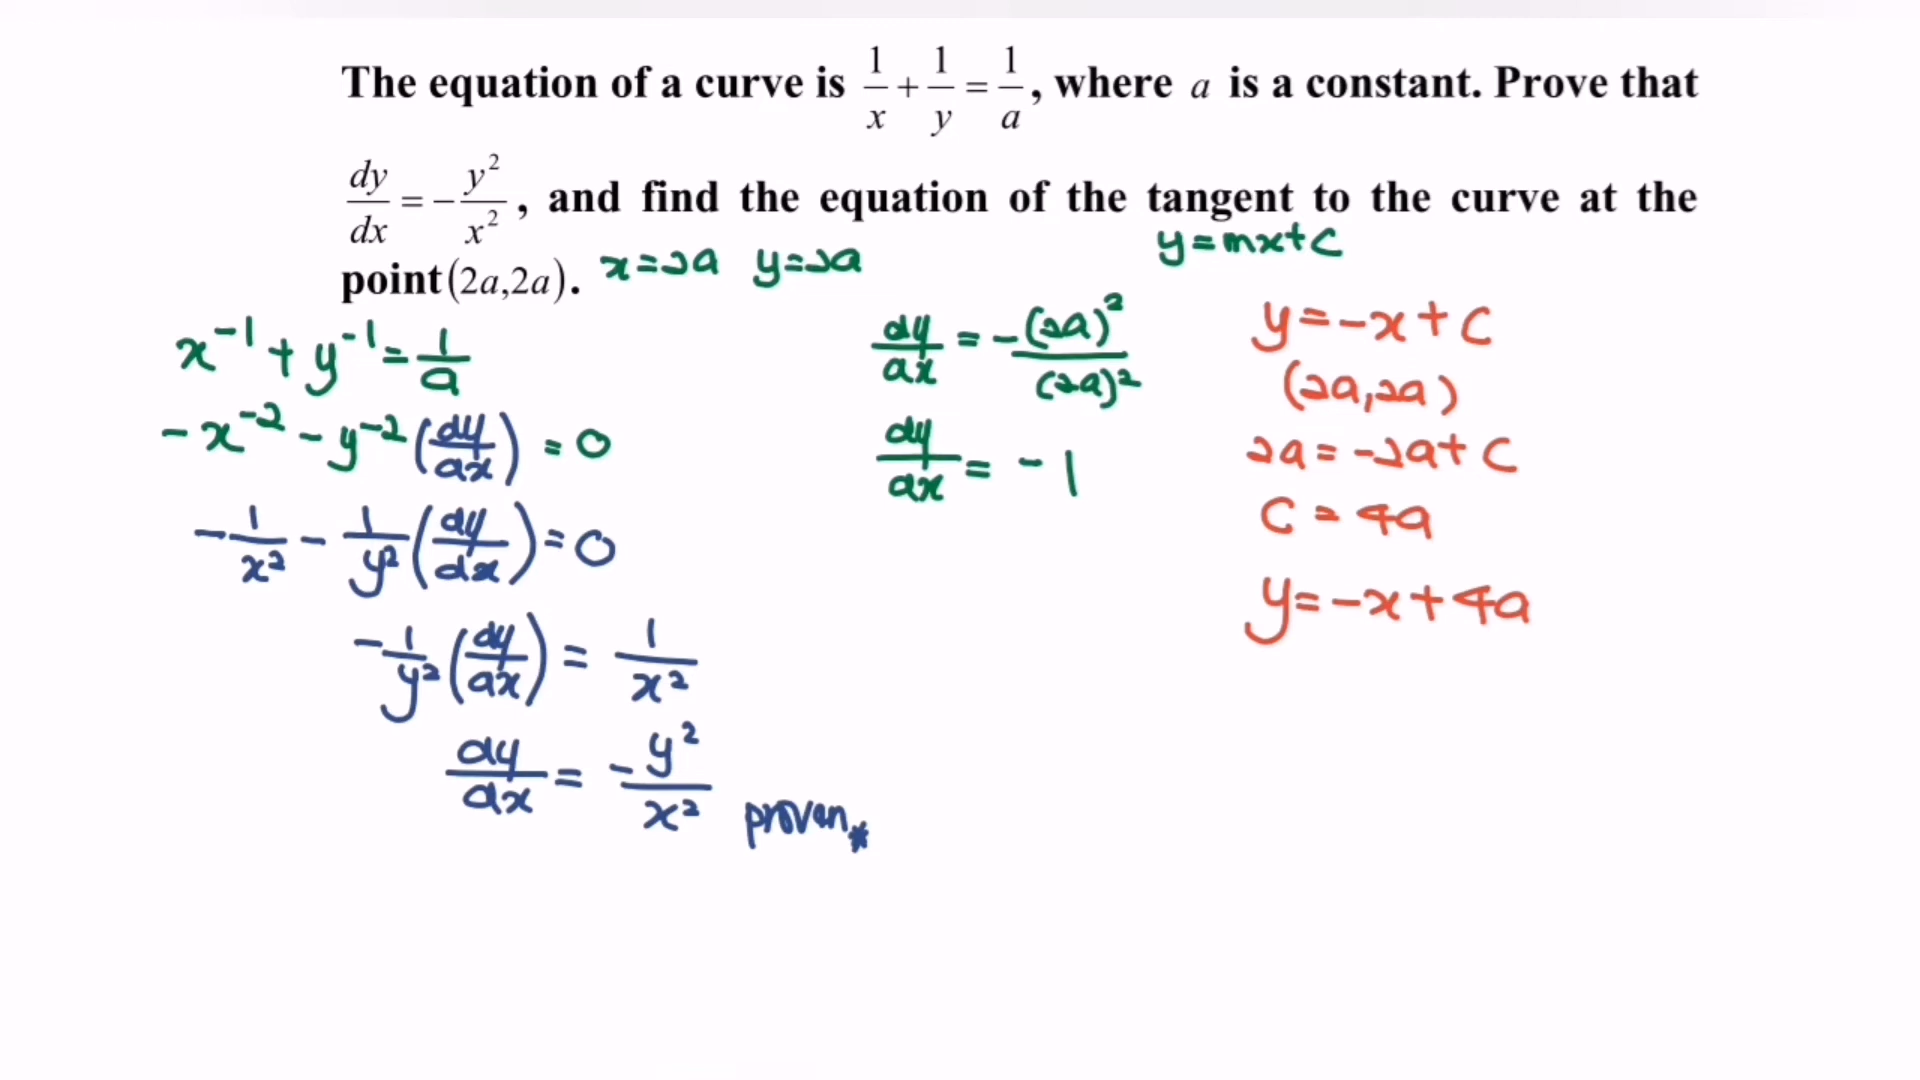 The equation of a curve is 1/x + 1/y = 1/a, where a is a constant. Prove that
dy/dx = -y²/x², and find the equation of the tangent to the curve at the
point (2a,2a). x=2a y=2a
y=mx+c
x⁻¹ + y⁻¹ = 1/a
-x⁻² - y⁻² (dy/dx) = 0
-1/x² - 1/y² (dy/dx) = 0
-1/y² (dy/dx) = 1/x²
dy/dx = -y²/x² proven*
dy/dx = -(2a)²/(2a)²
dy/dx = -1
y=-x+c
(2a,2a)
2a=-2a+c
c=4a
y=-x+4a